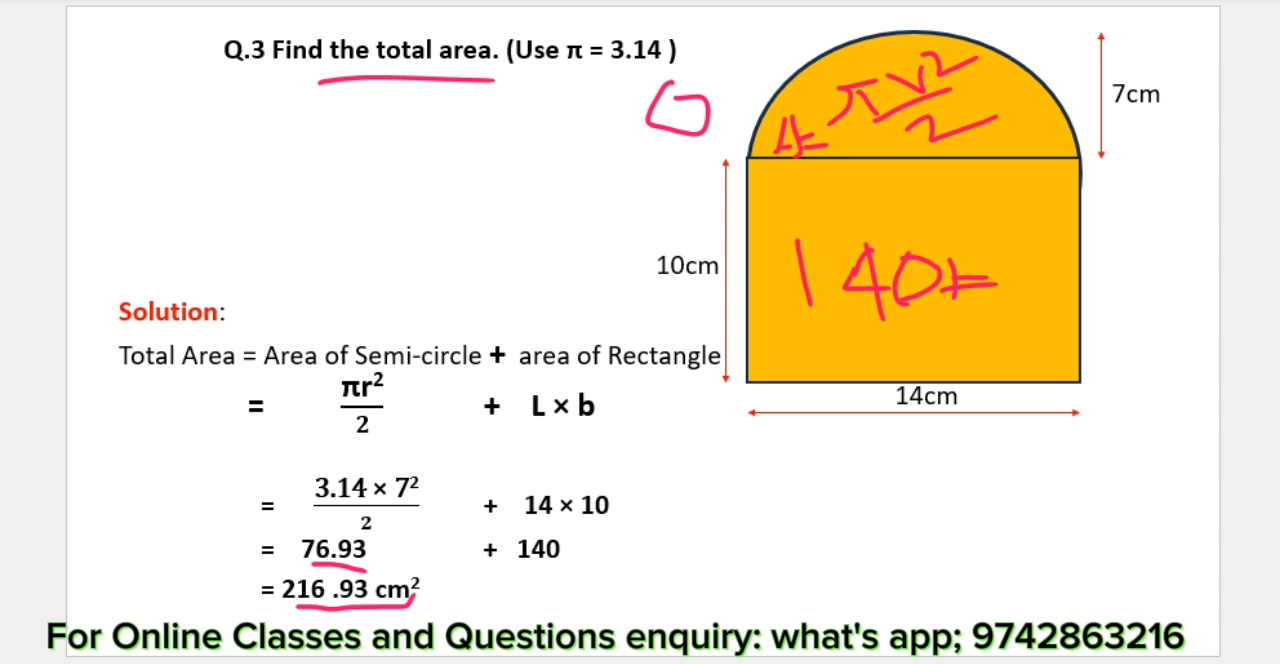 Q.3 Find the total area. (Use π = 3.14 )
7cm
πr²/2
140
10cm
14cm
Solution:
Total Area = Area of Semi-circle + area of Rectangle
= πr²/2 + L × b
= 3.14 × 7²/2 + 14 × 10
= 76.93 + 140
= 216 .93 cm²
For Online Classes and Questions enquiry: what's app; 9742863216